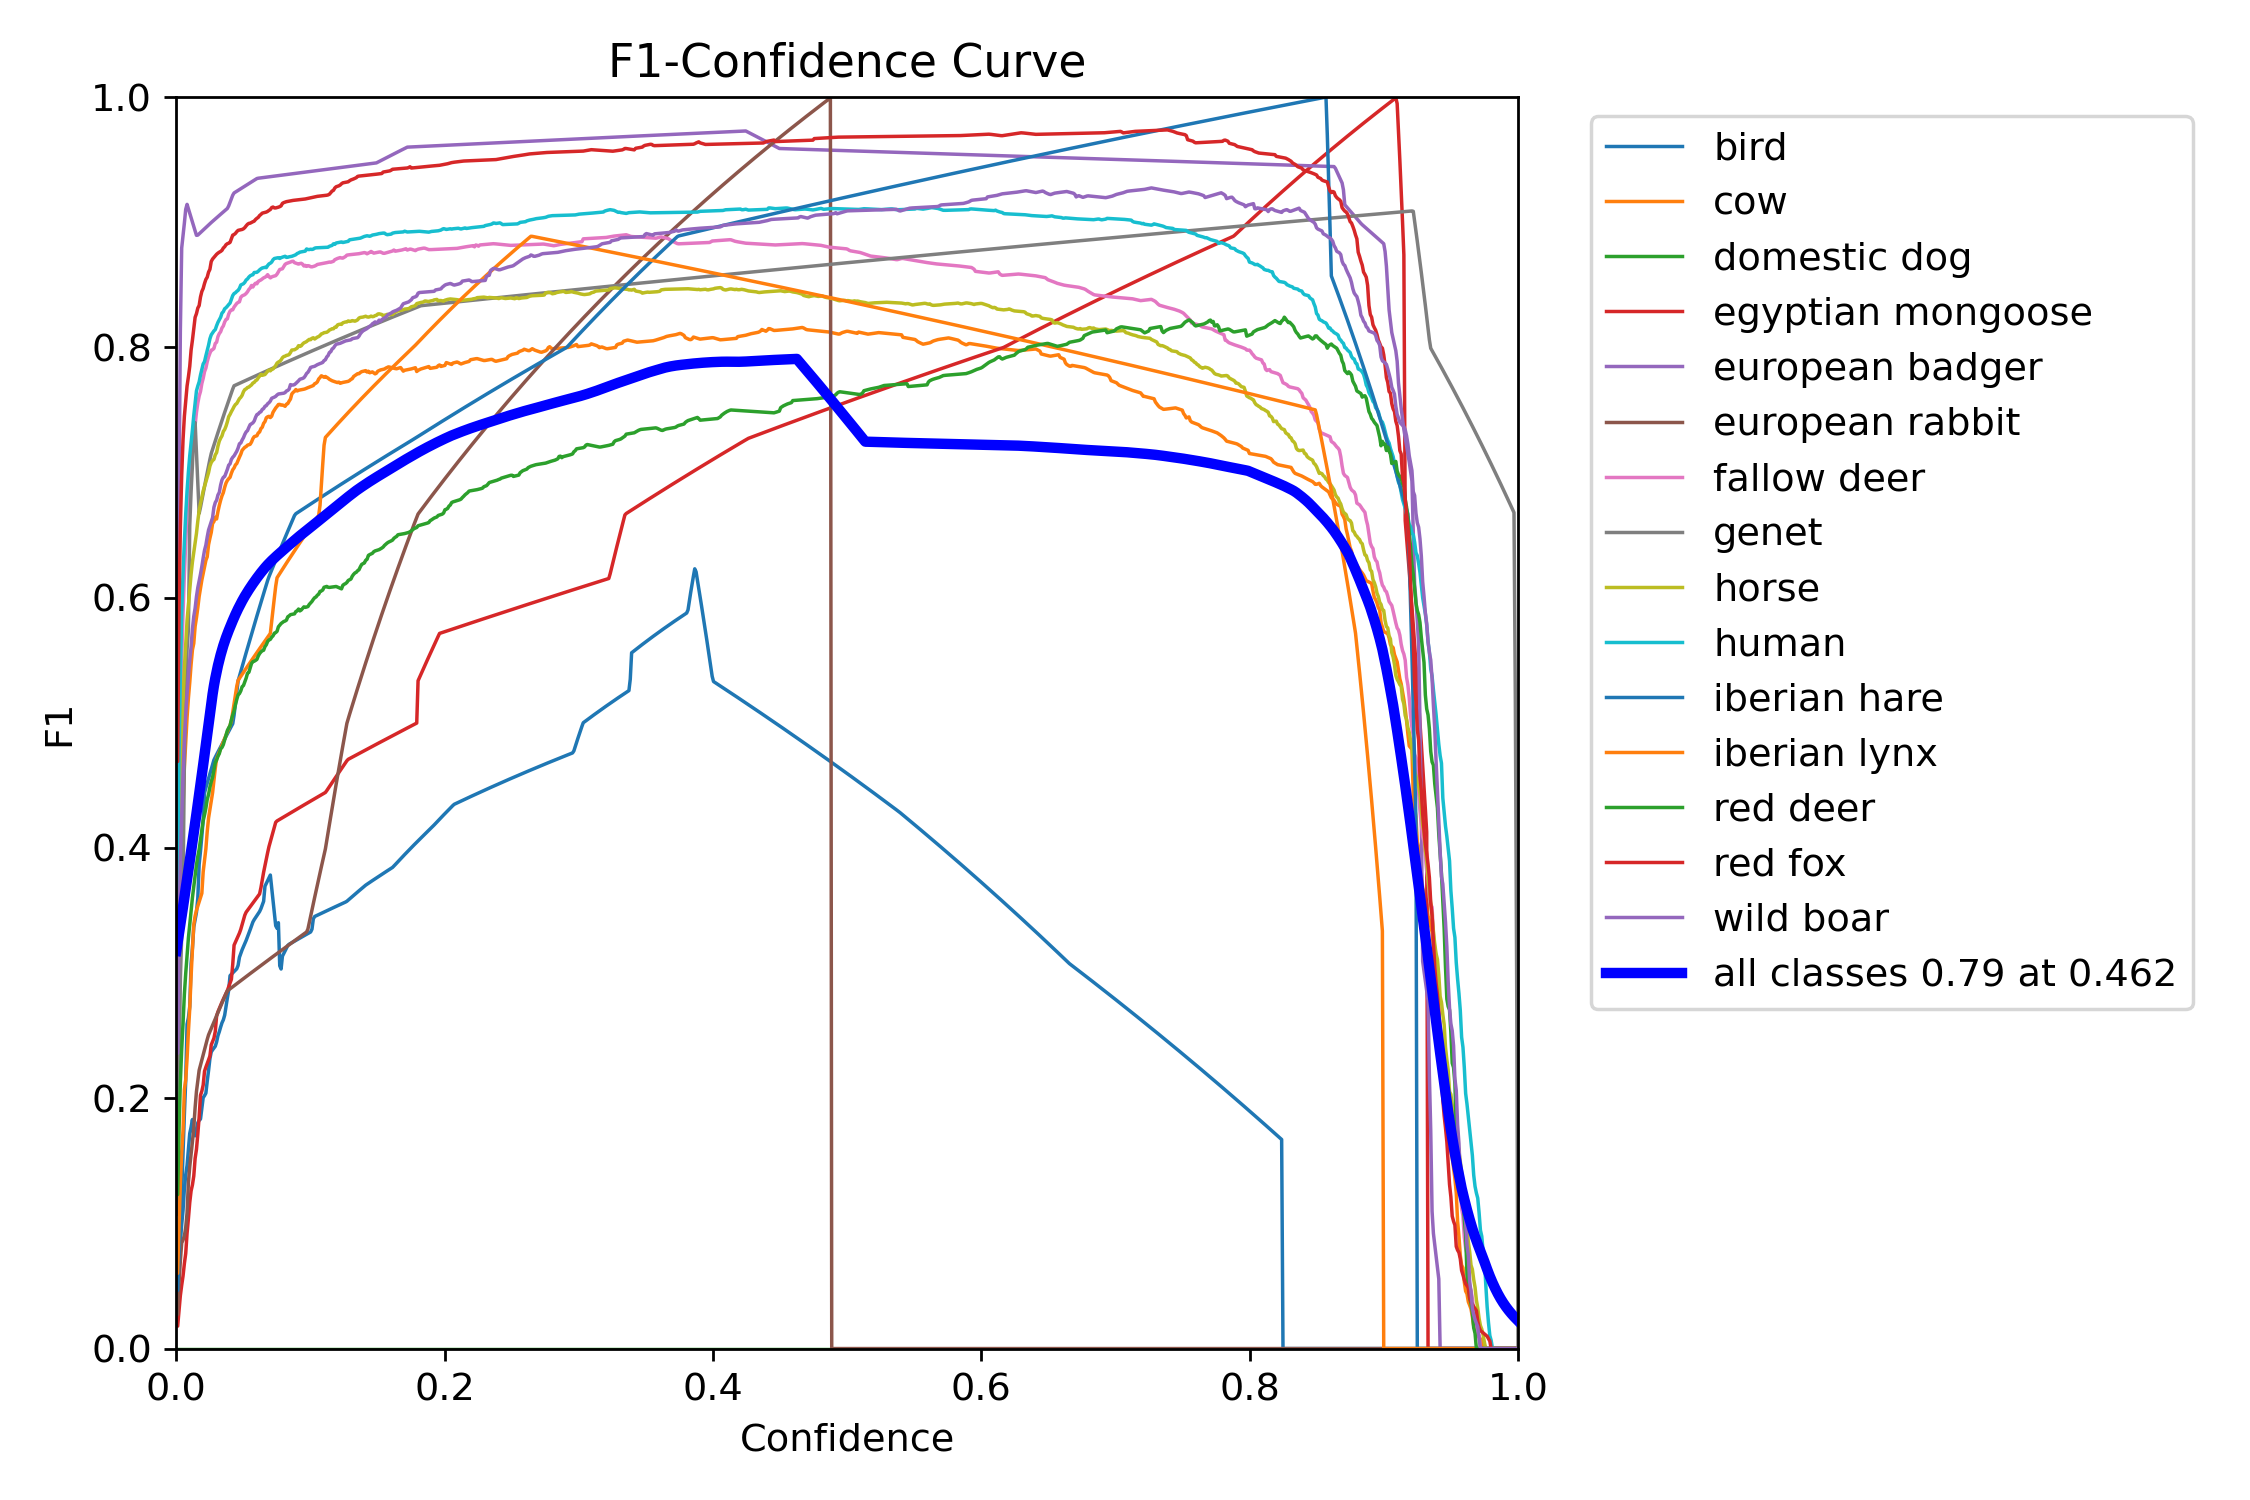 F1-Confidence Curve
1.0
0.8
0.6
0.4
0.2
0.0
F1
0.0 0.2 0.4 0.6 0.8 1.0
Confidence
bird
cow
domestic dog
egyptian mongoose
european badger
european rabbit
fallow deer
genet
horse
human
iberian hare
iberian lynx
red deer
red fox
wild boar
all classes 0.79 at 0.462